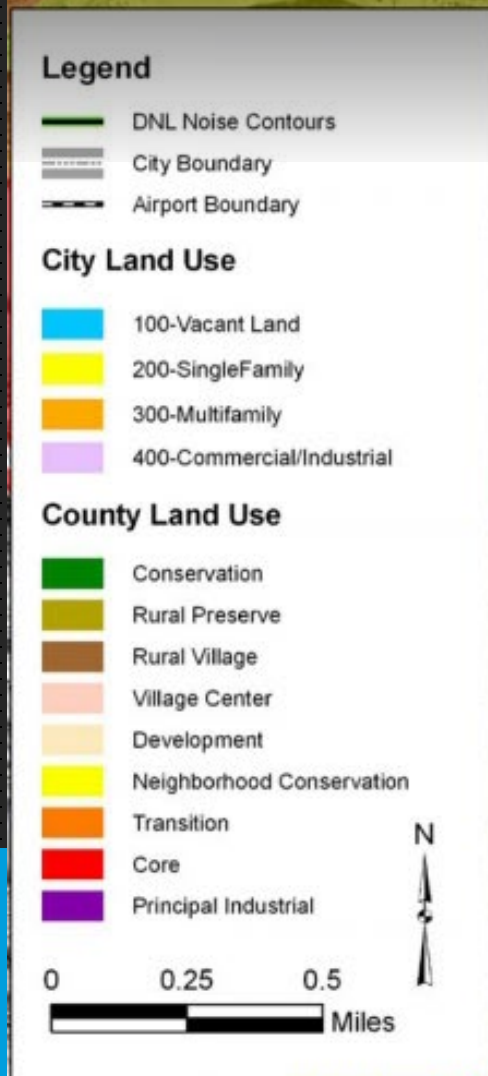 Legend
DNL Noise Contours
City Boundary
Airport Boundary
City Land Use
100-Vacant Land
200-SingleFamily
300-Multifamily
400-Commercial/Industrial
County Land Use
Conservation
Rural Preserve
Rural Village
Village Center
Development
Neighborhood Conservation
Transition
Core
Principal Industrial
N
0 0.25 0.5
Miles